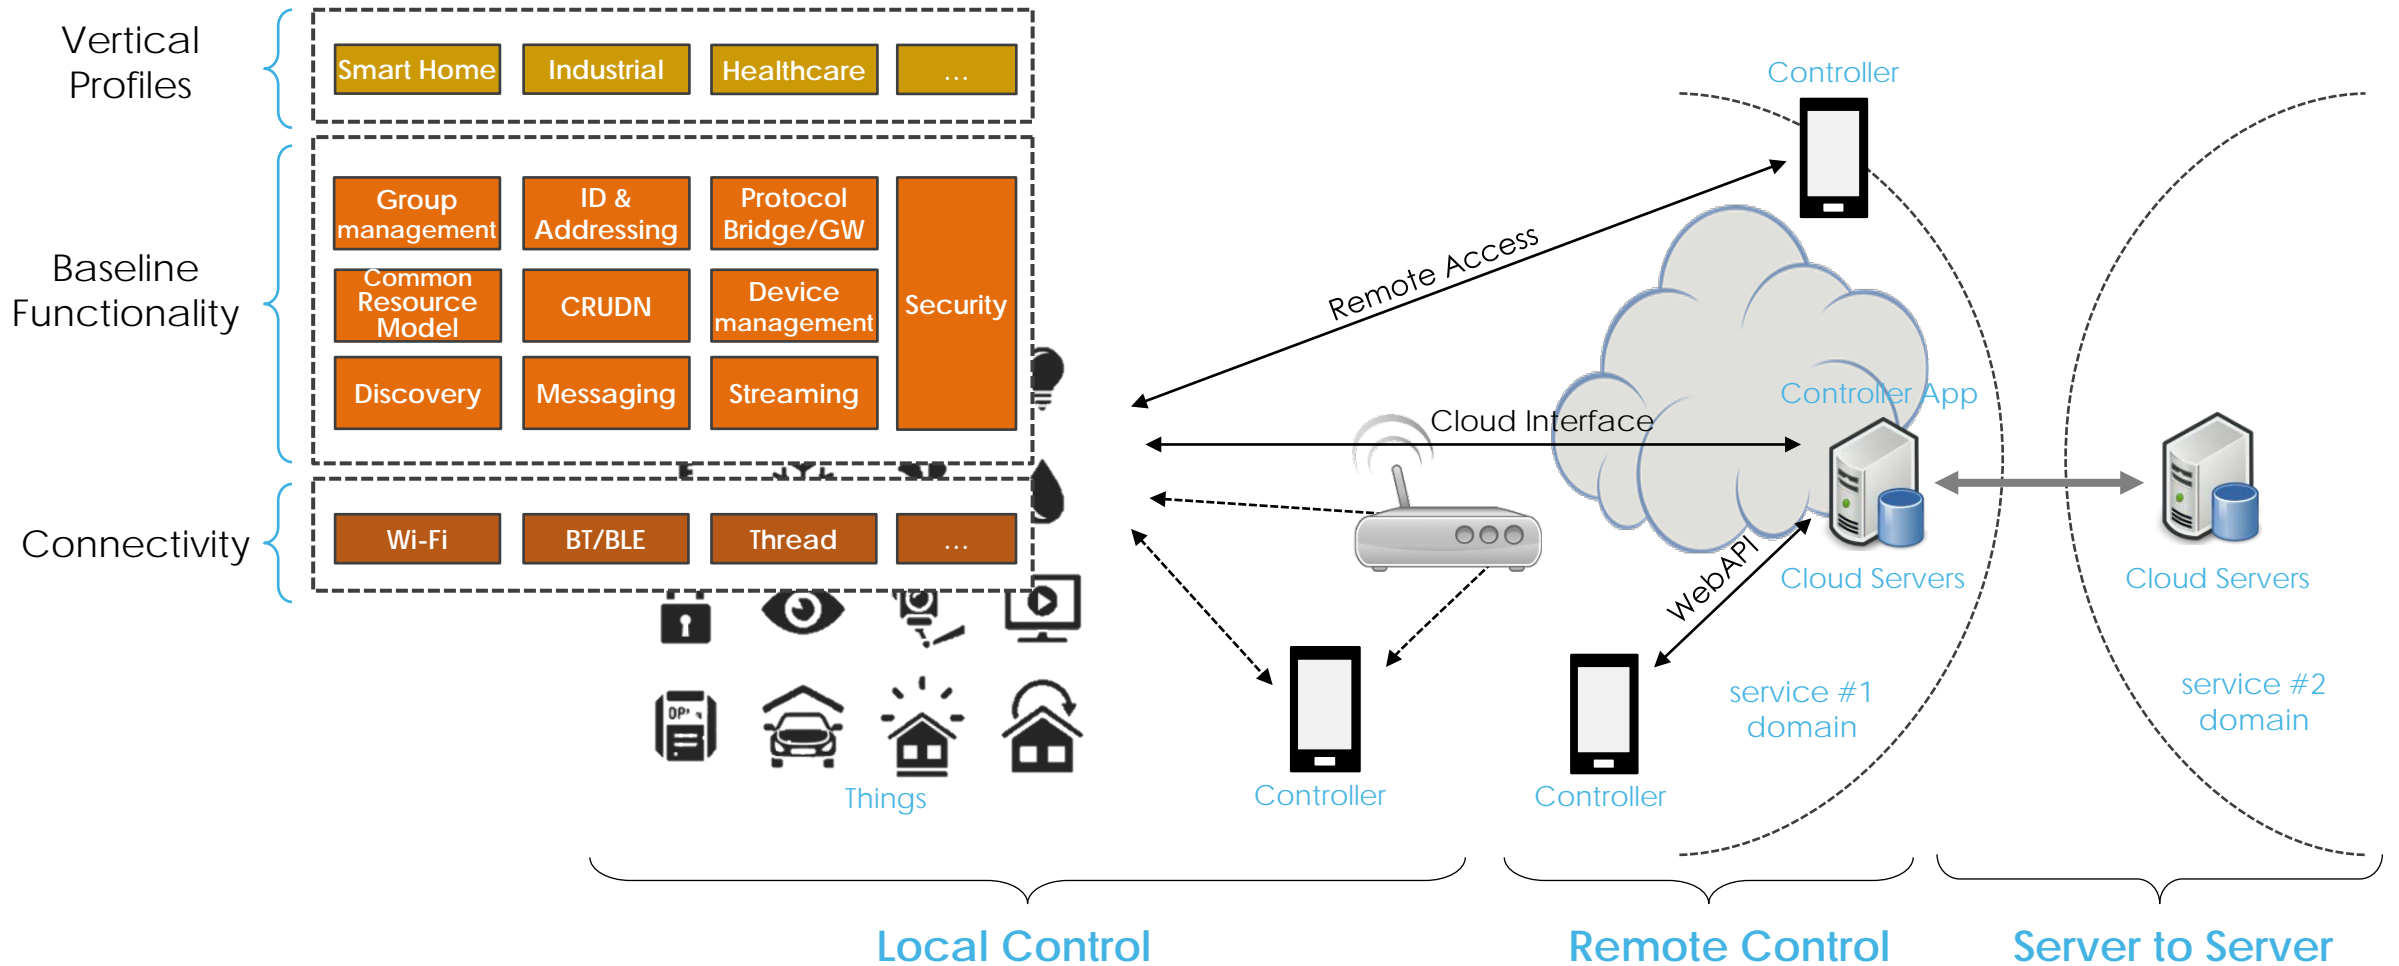 Vertical
Profiles
Smart Home
Industrial
Healthcare
...
Baseline
Functionality
Group
management
ID &
Addressing
Protocol
Bridge/GW
Security
Common
Resource
Model
CRUDN
Device
management
Discovery
Messaging
Streaming
Connectivity
Wi-Fi
BT/BLE
Thread
...
Things
Remote Access
Cloud Interface
WebAPI
Controller
Controller App
Cloud Servers
Cloud Servers
Controller
Controller
service #1
domain
service #2
domain
Local Control
Remote Control
Server to Server